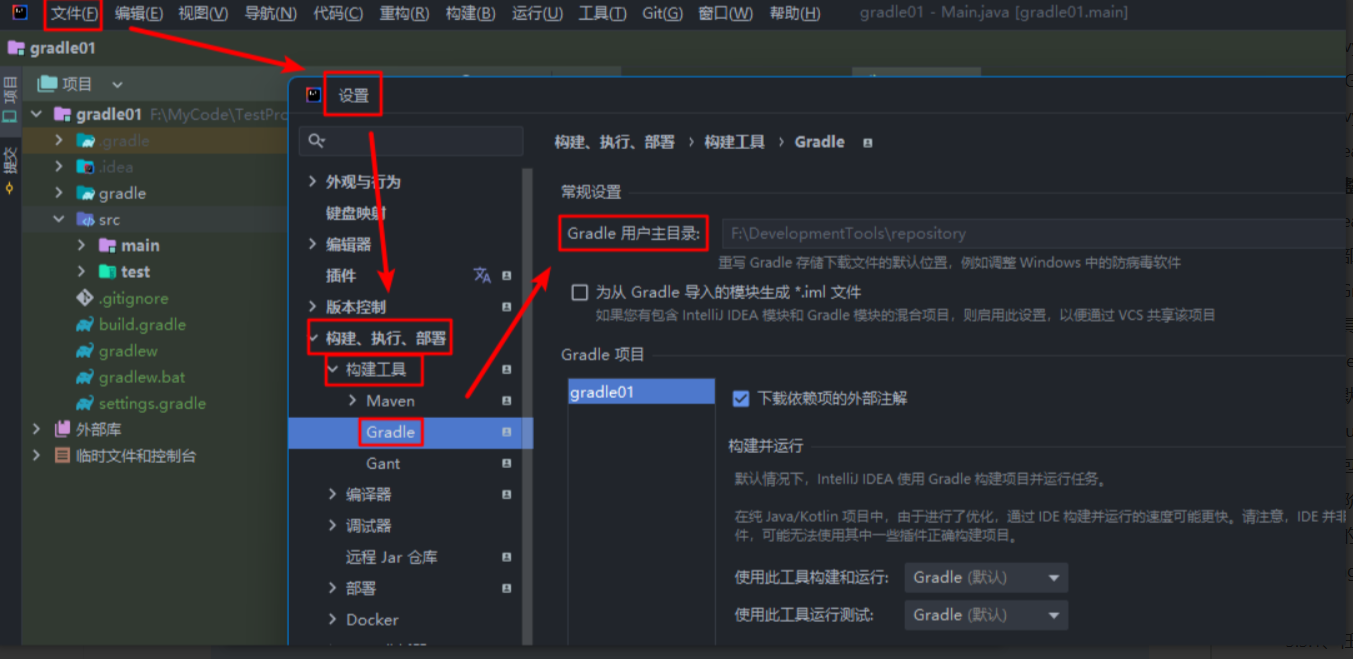 文件(F) 编辑(E) 视图(V) 导航(N) 代码(C) 重构(R) 构建(B) 运行(U) 工具(T) Git(G) 窗口(W) 帮助(H) gradle01 - Main.java [gradle01.main]
gradle01
项目
提交
项目
gradle01 F:\MyCode\TestPro
.gradle
.idea
gradle
src
main
test
.gitignore
build.gradle
gradlew
gradlew.bat
settings.gradle
外部库
临时文件和控制台
设置
外观与行为
键盘映射
编辑器
插件
版本控制
构建、执行、部署
构建工具
Maven
Gradle
Gant
编译器
调试器
远程 Jar 仓库
部署
Docker
构建、执行、部署 › 构建工具 › Gradle
常规设置
Gradle 用户主目录: F:\DevelopmentTools\repository
重写 Gradle 存储下载文件的默认位置，例如调整 Windows 中的防病毒软件
为从 Gradle 导入的模块生成 *.iml 文件
如果您有包含 IntelliJ IDEA 模块和 Gradle 模块的混合项目，则启用此设置，以便通过 VCS 共享该项目
Gradle 项目
gradle01
下载依赖项的外部注解
构建并运行
默认情况下，IntelliJ IDEA 使用 Gradle 构建项目并运行任务。
在纯 Java/Kotlin 项目中，由于进行了优化，通过 IDE 构建并运行的速度可能更快。请注意，IDE 并非
件，可能无法使用其中一些插件正确构建项目。
使用此工具构建和运行: Gradle (默认)
使用此工具运行测试: Gradle (默认)